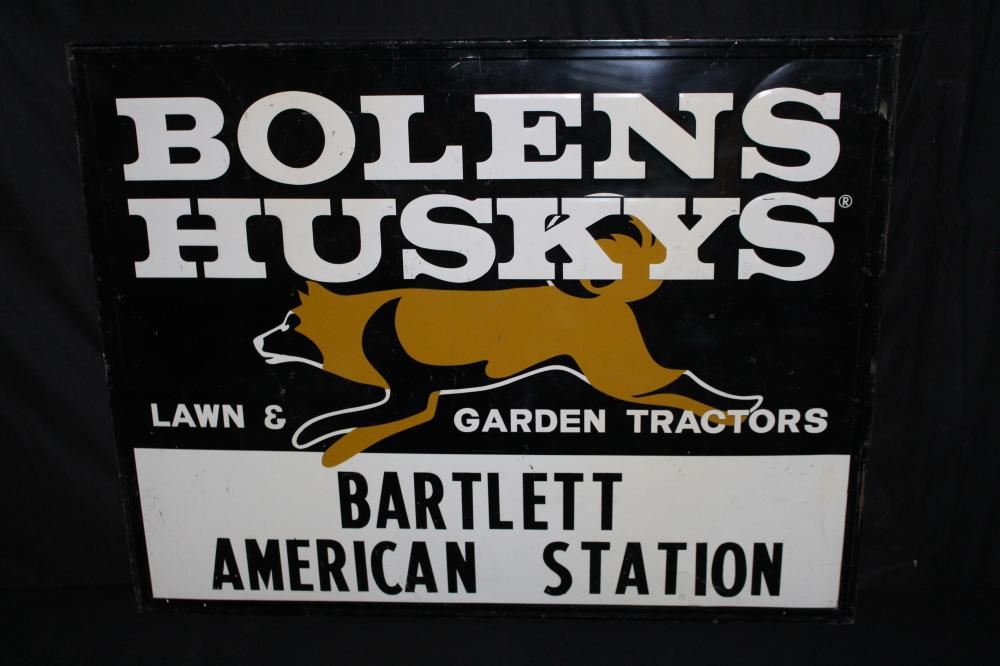 BOLENS
HUSKYS®
LAWN & GARDEN TRACTORS
BARTLETT
AMERICAN STATION